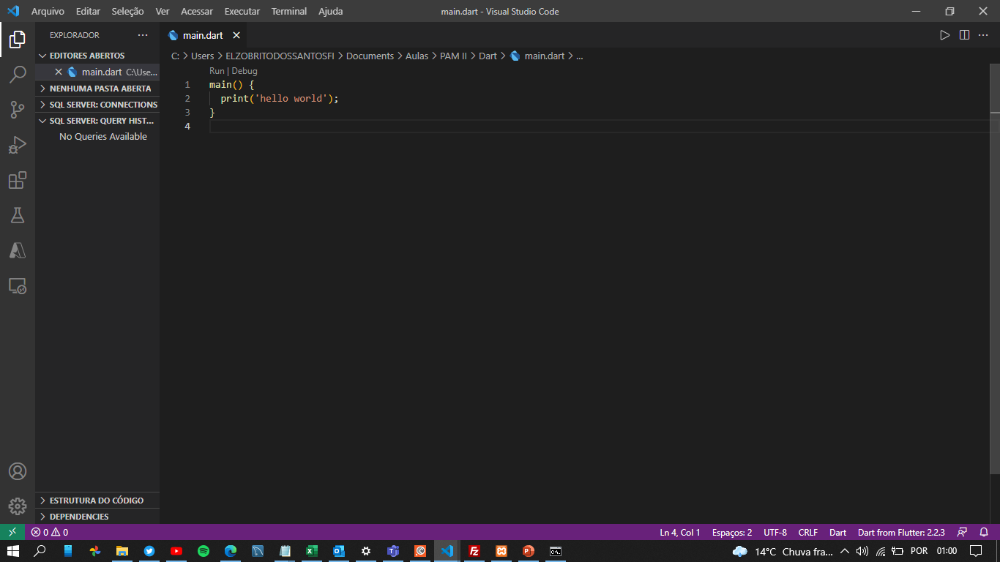 Arquivo Editar Seleção Ver Acessar Executar Terminal Ajuda main.dart - Visual Studio Code
EXPLORADOR ···
main.dart
EDITORES ABERTOS
C: > Users > ELZOBRITODOSSANTOSFI > Documents > Aulas > PAM II > Dart > main.dart > ...
main.dart C:\Use...
NENHUMA PASTA ABERTA
SQL SERVER: CONNECTIONS
SQL SERVER: QUERY HIST...
No Queries Available
Run | Debug
1 main() {
2 print('hello world');
3 }
4
ESTRUTURA DO CÓDIGO
DEPENDENCIES
0 0 Ln 4, Col 1 Espaços: 2 UTF-8 CRLF Dart Dart from Flutter: 2.2.3
14°C Chuva fra... POR 01:00